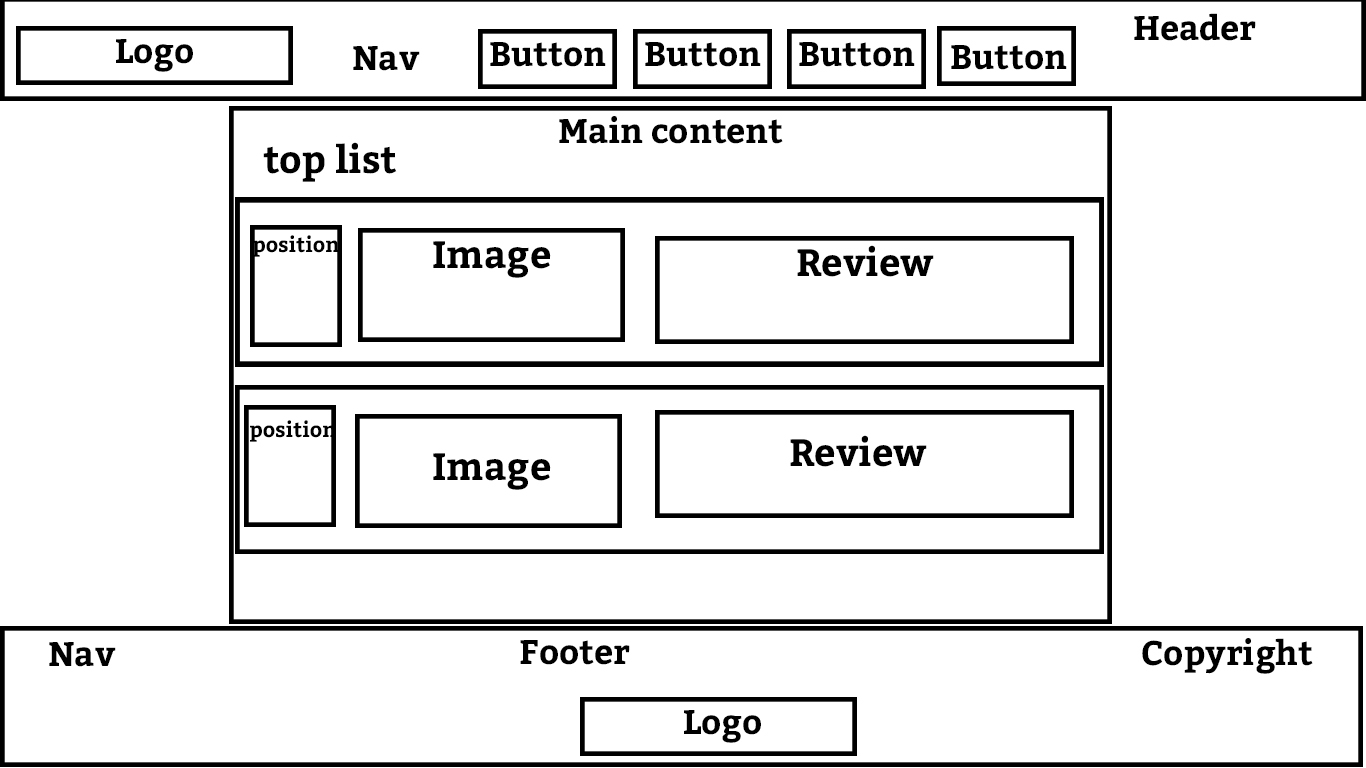 Header
Logo
Nav
Button
Button
Button
Button
Main content
top list
position
Image
Review
position
Image
Review
Nav
Footer
Copyright
Logo